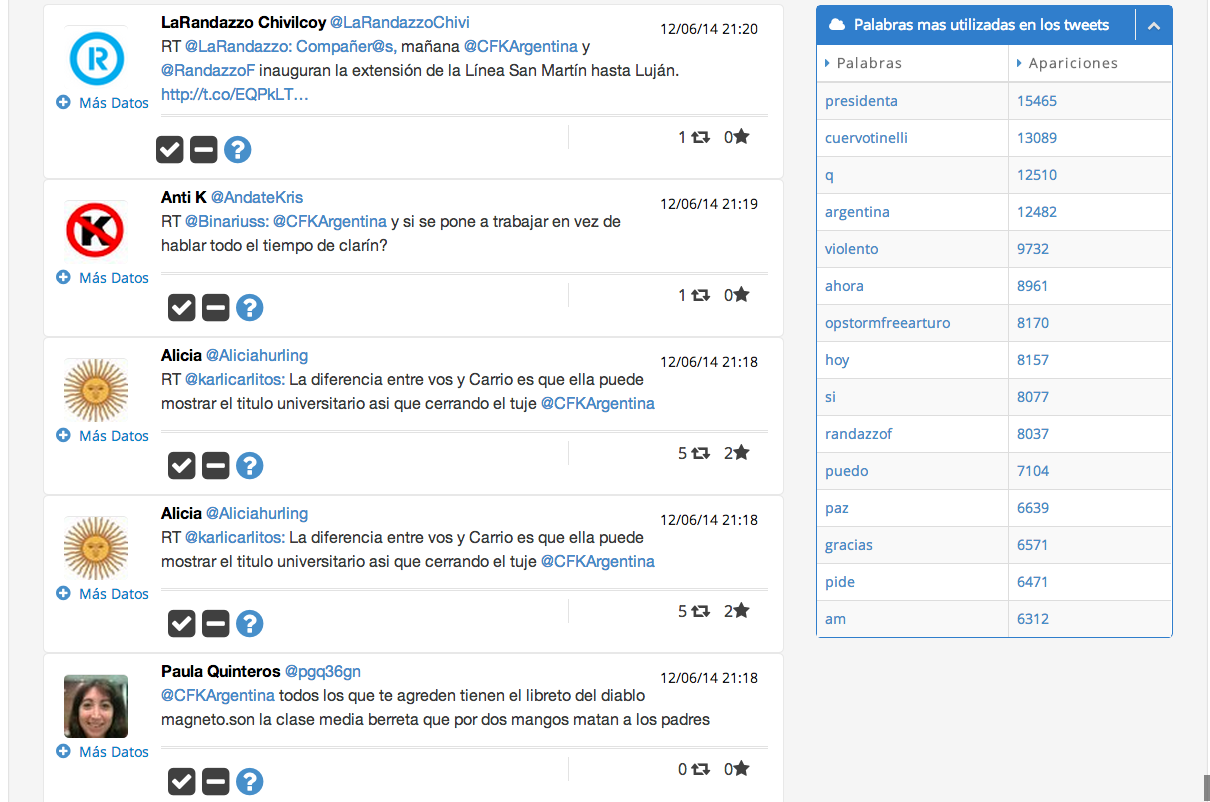 LaRandazzo Chivilcoy @LaRandazzoChivi
12/06/14 21:20
RT @LaRandazzo: Compañer@s, mañana @CFKArgentina y
@RandazzoF inauguran la extensión de la Línea San Martín hasta Luján.
http://t.co/EQPkLT…
R
Más Datos
1 0
Anti K @AndateKris
12/06/14 21:19
RT @Binariuss: @CFKArgentina y si se pone a trabajar en vez de
hablar todo el tiempo de clarín?
K
Más Datos
1 0
Alicia @Aliciahurling
12/06/14 21:18
RT @karlicarlitos: La diferencia entre vos y Carrio es que ella puede
mostrar el titulo universitario asi que cerrando el tuje @CFKArgentina
Más Datos
5 2
Alicia @Aliciahurling
12/06/14 21:18
RT @karlicarlitos: La diferencia entre vos y Carrio es que ella puede
mostrar el titulo universitario asi que cerrando el tuje @CFKArgentina
Más Datos
5 2
Paula Quinteros @pgq36gn
12/06/14 21:18
@CFKArgentina todos los que te agreden tienen el libreto del diablo
magneto.son la clase media berreta que por dos mangos matan a los padres
Más Datos
0 0
Palabras mas utilizadas en los tweets
Palabras Apariciones
presidenta 15465
cuervotinelli 13089
q 12510
argentina 12482
violento 9732
ahora 8961
opstormfreearturo 8170
hoy 8157
si 8077
randazzof 8037
puedo 7104
paz 6639
gracias 6571
pide 6471
am 6312